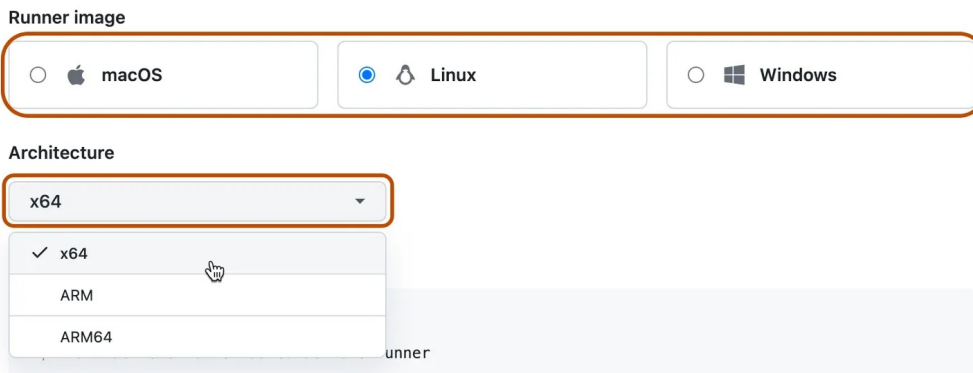 Runner image
macOS Linux Windows
Architecture
x64
x64
ARM
ARM64
unner